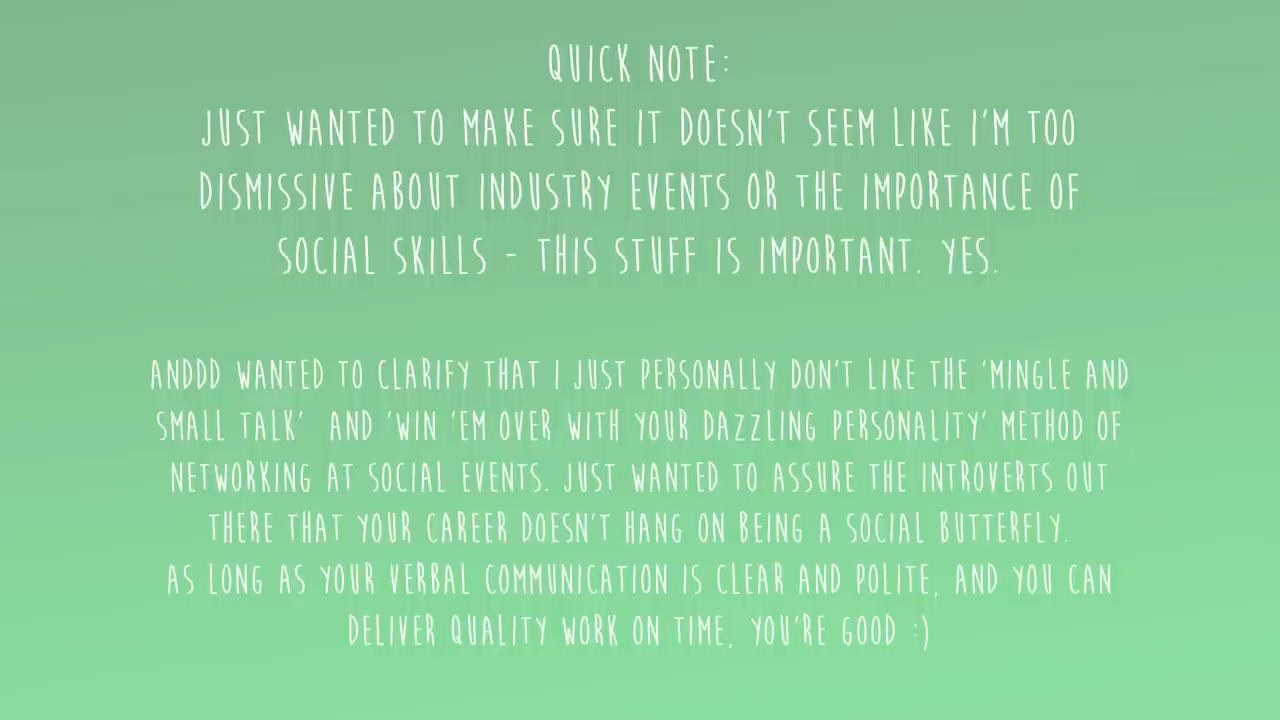 QUICK NOTE:
JUST WANTED TO MAKE SURE IT DOESN'T SEEM LIKE I'M TOO
DISMISSIVE ABOUT INDUSTRY EVENTS OR THE IMPORTANCE OF
SOCIAL SKILLS - THIS STUFF IS IMPORTANT. YES.
ANDDD WANTED TO CLARIFY THAT I JUST PERSONALLY DON'T LIKE THE 'MINGLE AND
SMALL TALK' AND 'WIN 'EM OVER WITH YOUR DAZZLING PERSONALITY' METHOD OF
NETWORKING AT SOCIAL EVENTS. JUST WANTED TO ASSURE THE INTROVERTS OUT
THERE THAT YOUR CAREER DOESN'T HANG ON BEING A SOCIAL BUTTERFLY.
AS LONG AS YOUR VERBAL COMMUNICATION IS CLEAR AND POLITE, AND YOU CAN
DELIVER QUALITY WORK ON TIME, YOU'RE GOOD :)